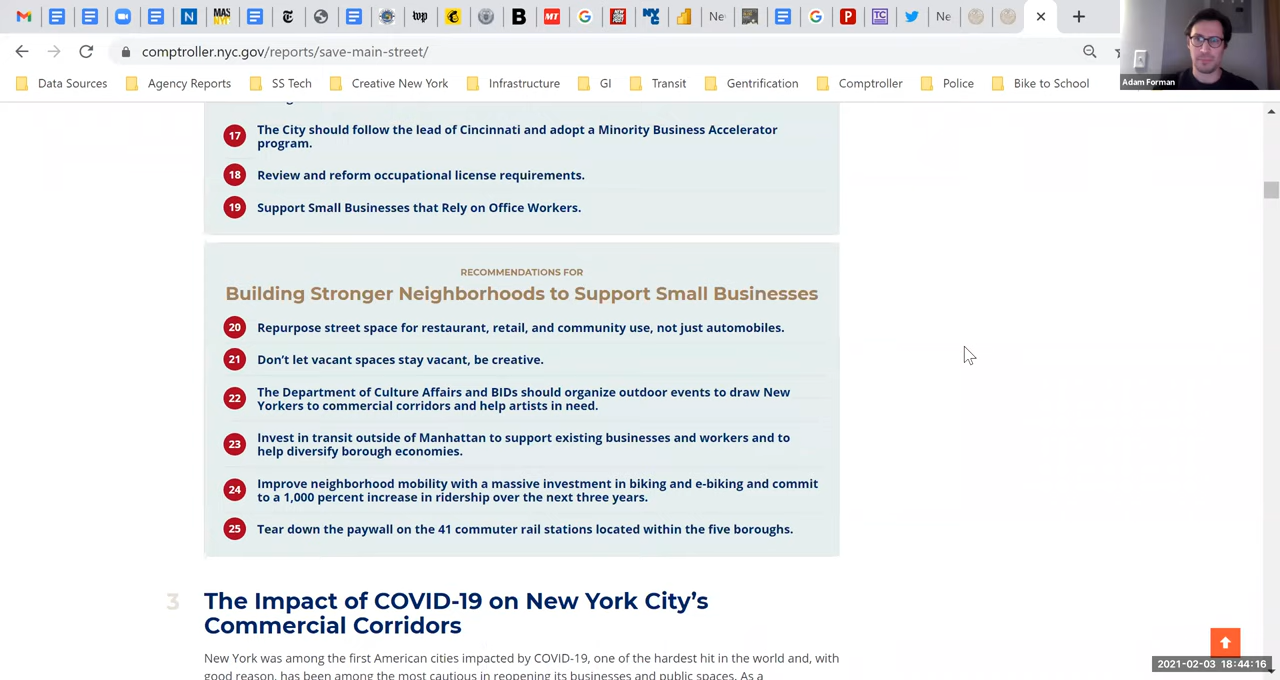 comptroller.nyc.gov/reports/save-main-street/
Data Sources
Agency Reports
SS Tech
Creative New York
Infrastructure
GI
Transit
Gentrification
Comptroller
Police
Bike to School
Adam Forman
17
The City should follow the lead of Cincinnati and adopt a Minority Business Accelerator
program.
18
Review and reform occupational license requirements.
19
Support Small Businesses that Rely on Office Workers.
RECOMMENDATIONS FOR
Building Stronger Neighborhoods to Support Small Businesses
20
Repurpose street space for restaurant, retail, and community use, not just automobiles.
21
Don't let vacant spaces stay vacant, be creative.
22
The Department of Culture Affairs and BIDs should organize outdoor events to draw New
Yorkers to commercial corridors and help artists in need.
23
Invest in transit outside of Manhattan to support existing businesses and workers and to
help diversify borough economies.
24
Improve neighborhood mobility with a massive investment in biking and e-biking and commit
to a 1,000 percent increase in ridership over the next three years.
25
Tear down the paywall on the 41 commuter rail stations located within the five boroughs.
3
The Impact of COVID-19 on New York City's
Commercial Corridors
New York was among the first American cities impacted by COVID-19, one of the hardest hit in the world and, with
good reason, has been among the most cautious in reopening its businesses and public spaces. As a
2021-02-03 18:44:16